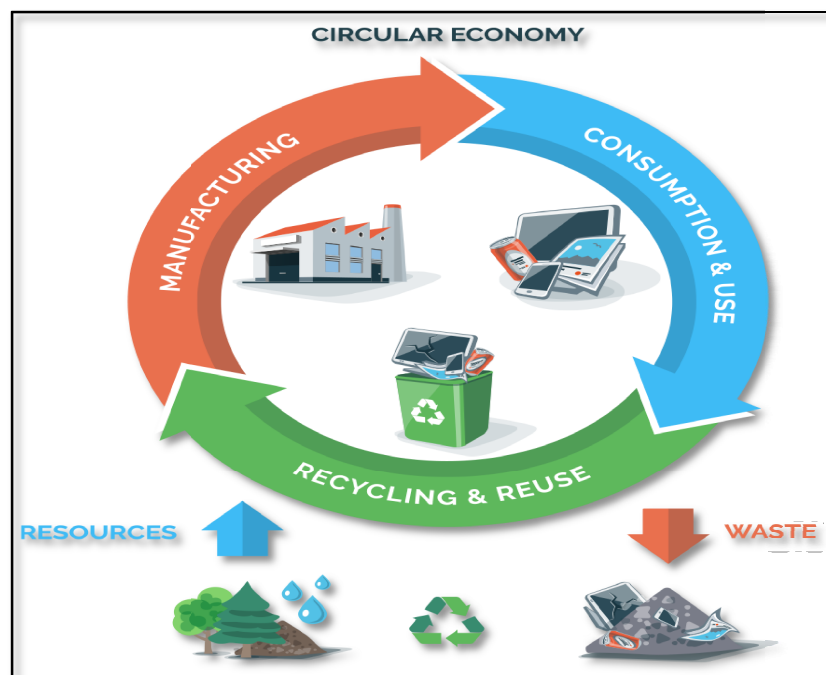 CIRCULAR ECONOMY
MANUFACTURING
CONSUMPTION & USE
RECYCLING & REUSE
RESOURCES
WASTE